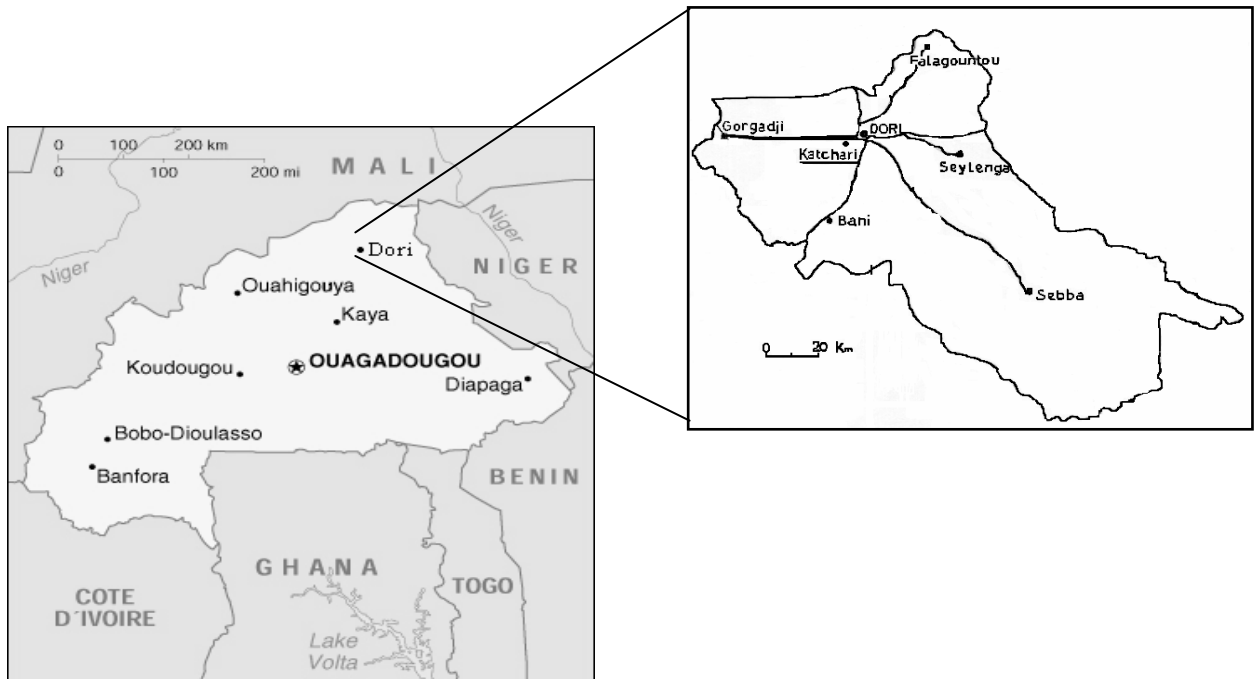 0 100 200 km
0 100 200 mi
MALI
Niger
Niger
NIGER
Dori
Ouahigouya
Kaya
OUAGADOUGOU
Koudougou
Diapaga
Bobo-Dioulasso
Banfora
BENIN
GHANA
TOGO
COTE
D'IVOIRE
Lake
Volta
Falagountou
Gorgadji
DORI
Katchari
Seylenga
Bani
Sebba
0 20 Km